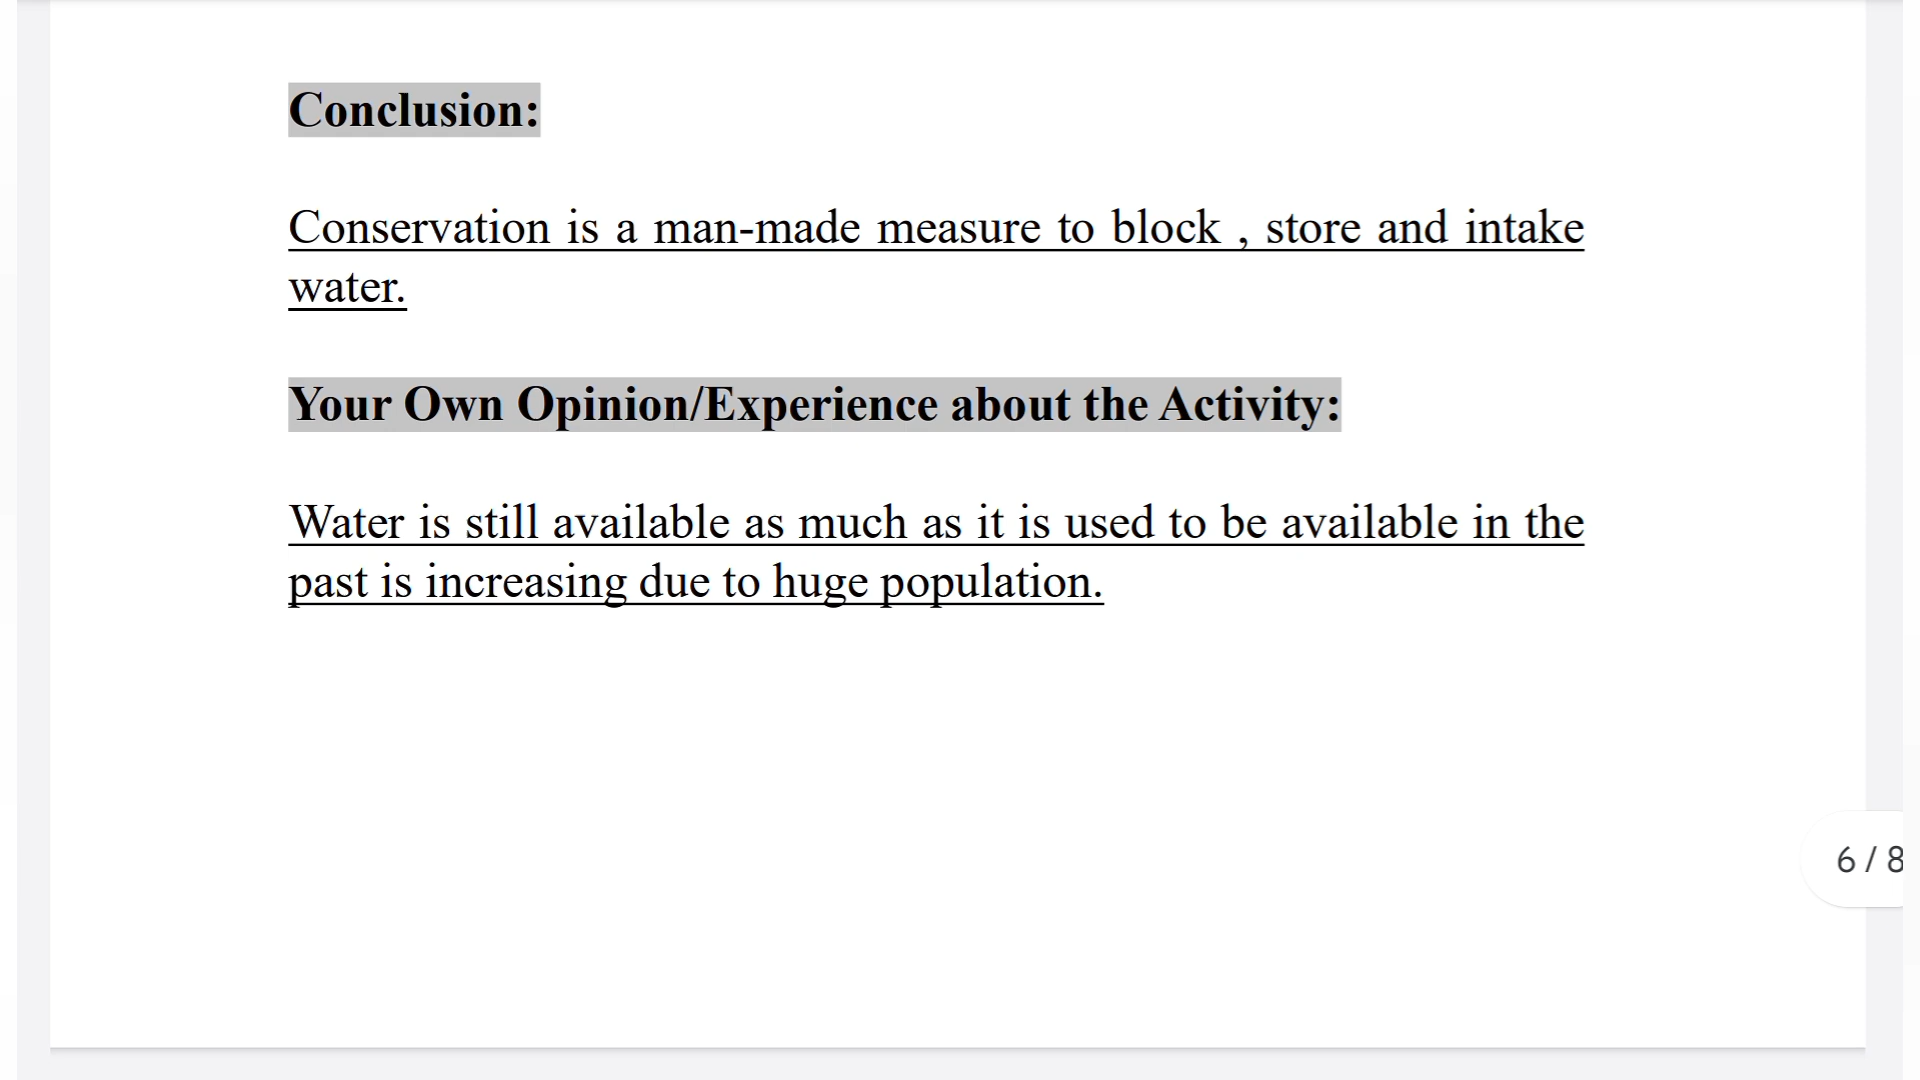 Conclusion:
Conservation is a man-made measure to block , store and intake
water.
Your Own Opinion/Experience about the Activity:
Water is still available as much as it is used to be available in the
past is increasing due to huge population.
6 / 8